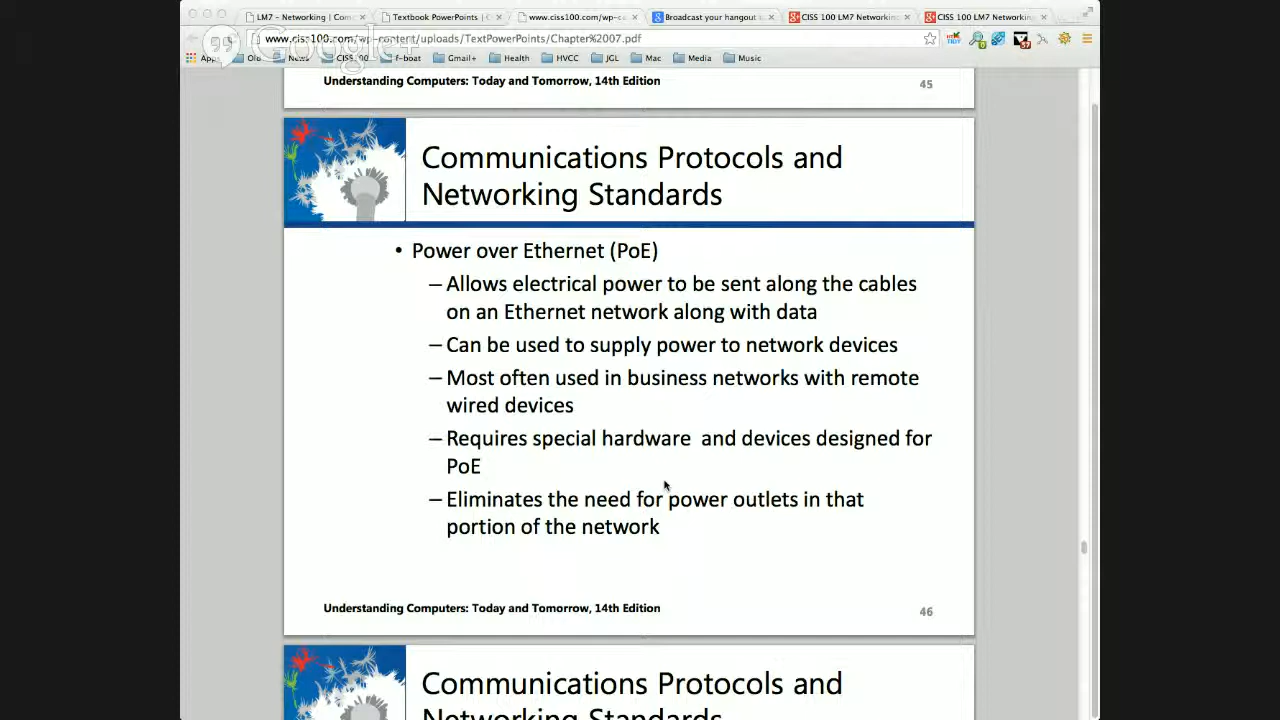 LM7 - Networking | Com
Textbook PowerPoints | C
www.ciss100.com/wp-c
Broadcast your hangout
CISS 100 LM7 Networkin
CISS 100 LM7 Networkin
www.ciss100.com/wp-content/uploads/TextPowerPoints/Chapter%2007.pdf
Google+
Apps
Old
News
CISS100
f-boat
Gmail+
Health
HVCC
JGL
Mac
Media
Music
Understanding Computers: Today and Tomorrow, 14th Edition
45
Communications Protocols and
Networking Standards
• Power over Ethernet (PoE)
– Allows electrical power to be sent along the cables
on an Ethernet network along with data
– Can be used to supply power to network devices
– Most often used in business networks with remote
wired devices
– Requires special hardware and devices designed for
PoE
– Eliminates the need for power outlets in that
portion of the network
Understanding Computers: Today and Tomorrow, 14th Edition
46
Communications Protocols and
Networking Standards